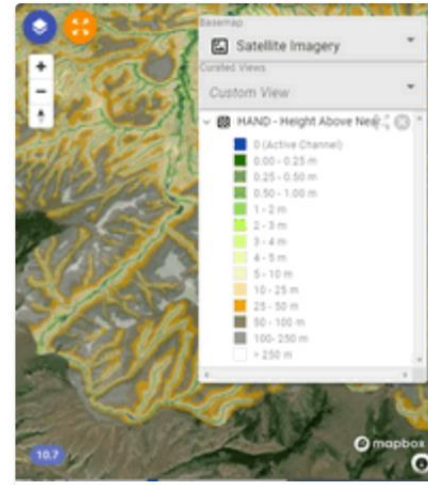 Basemap
Satellite Imagery
Curated Views
Custom View
HAND - Height Above Nea
0 (Active Channel)
0.00 - 0.25 m
0.25 - 0.50 m
0.50 - 1.00 m
1 - 2 m
2 - 3 m
3 - 4 m
4 - 5 m
5 - 10 m
10 - 25 m
25 - 50 m
50 - 100 m
100- 250 m
> 250 m
10.7
mapbox